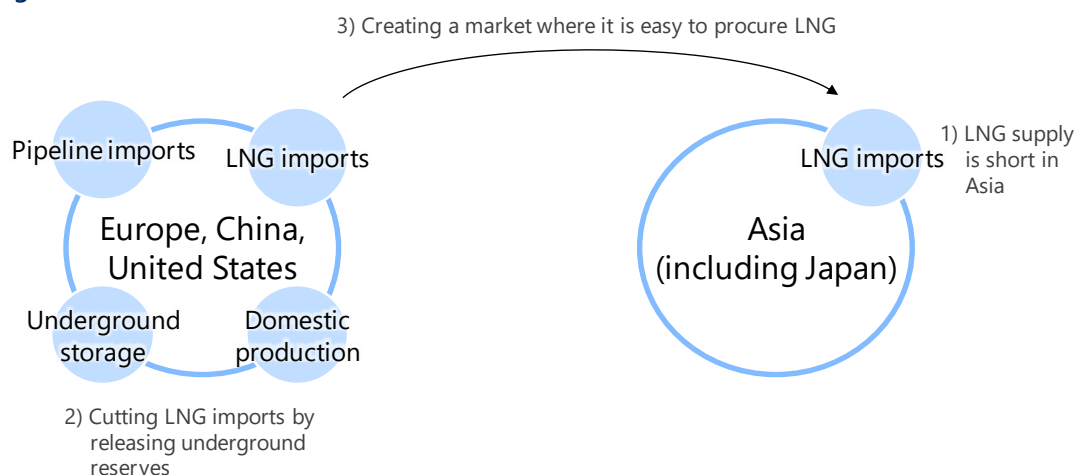 3) Creating a market where it is easy to procure LNG
Pipeline imports
LNG imports
Europe, China,
United States
Underground
storage
Domestic
production
2) Cutting LNG imports by
releasing underground
reserves
LNG imports
1) LNG supply
is short in
Asia
Asia
(including Japan)